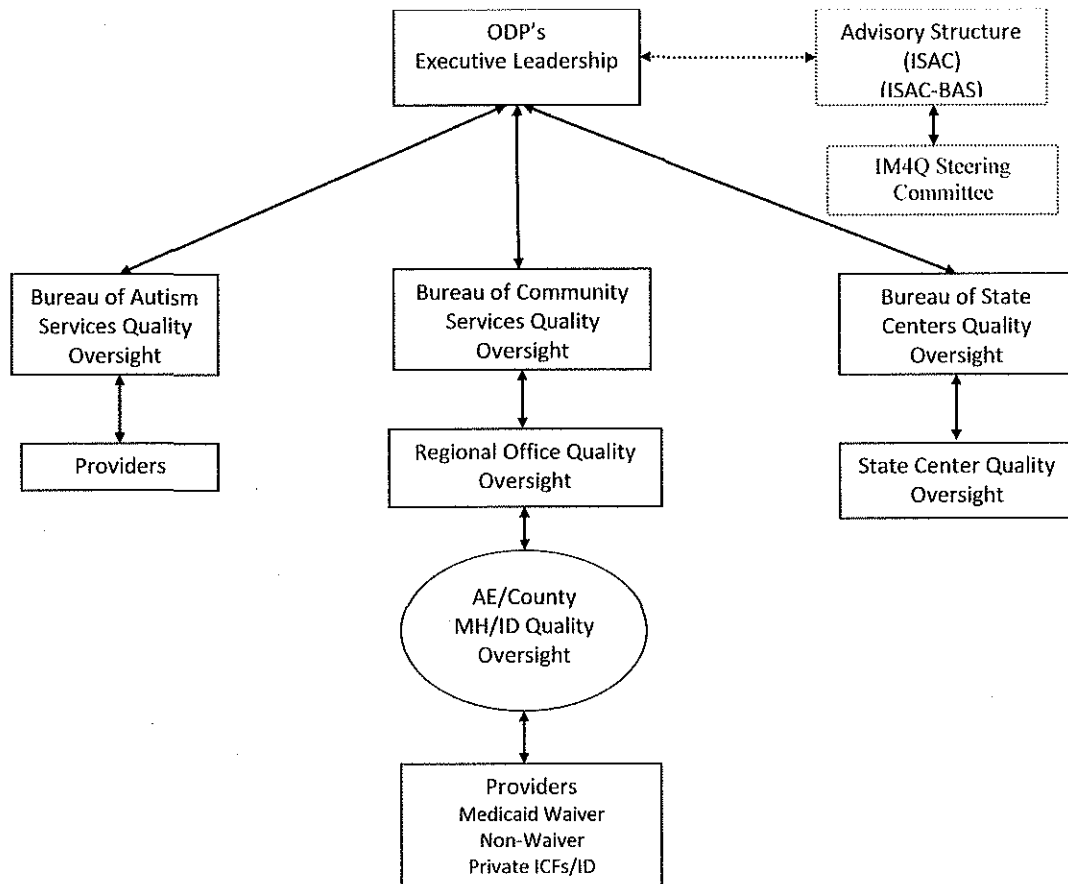 ODP's
Executive Leadership
Advisory Structure
(ISAC)
(ISAC-BAS)
IM4Q Steering
Committee
Bureau of Autism
Services Quality
Oversight
Bureau of Community
Services Quality
Oversight
Bureau of State
Centers Quality
Oversight
Providers
Regional Office Quality
Oversight
State Center Quality
Oversight
AE/County
MH/ID Quality
Oversight
Providers
Medicaid Waiver
Non-Waiver
Private ICFs/ID